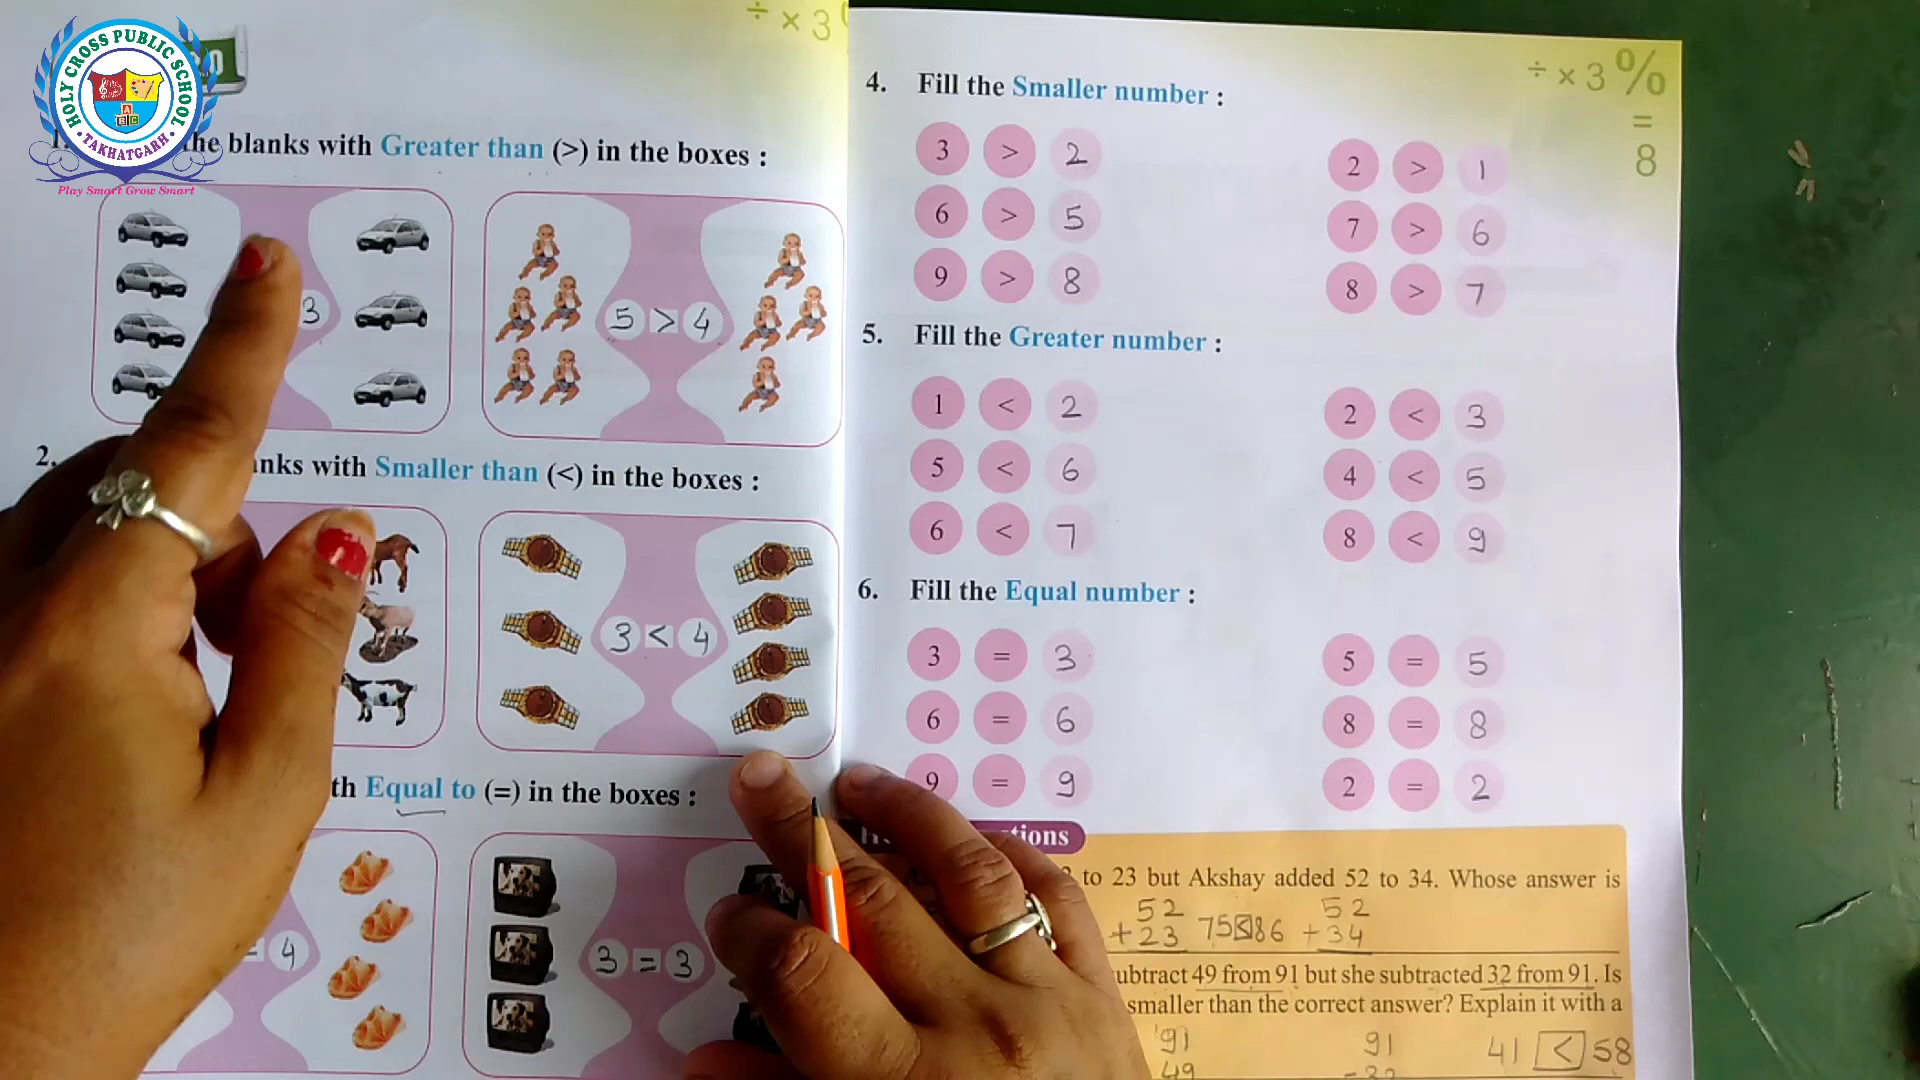 HOLY CROSS PUBLIC SCHOOL
TAKHATGARH
Play Smart Grow Smart
÷ × 3
the blanks with Greater than (>) in the boxes :
3
5 > 4
2.
with Smaller than (<) in the boxes :
3 < 4
Equal to (=) in the boxes :
= 4
3 = 3
÷ × 3 %
=
8
4. Fill the Smaller number :
3 > 2 2 > 1
6 > 5 7 > 6
9 > 8 8 > 7
5. Fill the Greater number :
1 < 2 2 < 3
5 < 6 4 < 5
6 < 7 8 < 9
6. Fill the Equal number :
3 = 3 5 = 5
6 = 6 8 = 8
9 = 9 2 = 2
to 23 but Akshay added 52 to 34. Whose answer is
52 52
+23 75<86 +34
49 from 91 but she subtracted 32 from 91. Is
smaller than the correct answer? Explain it with a
91 91 41 < 58
49